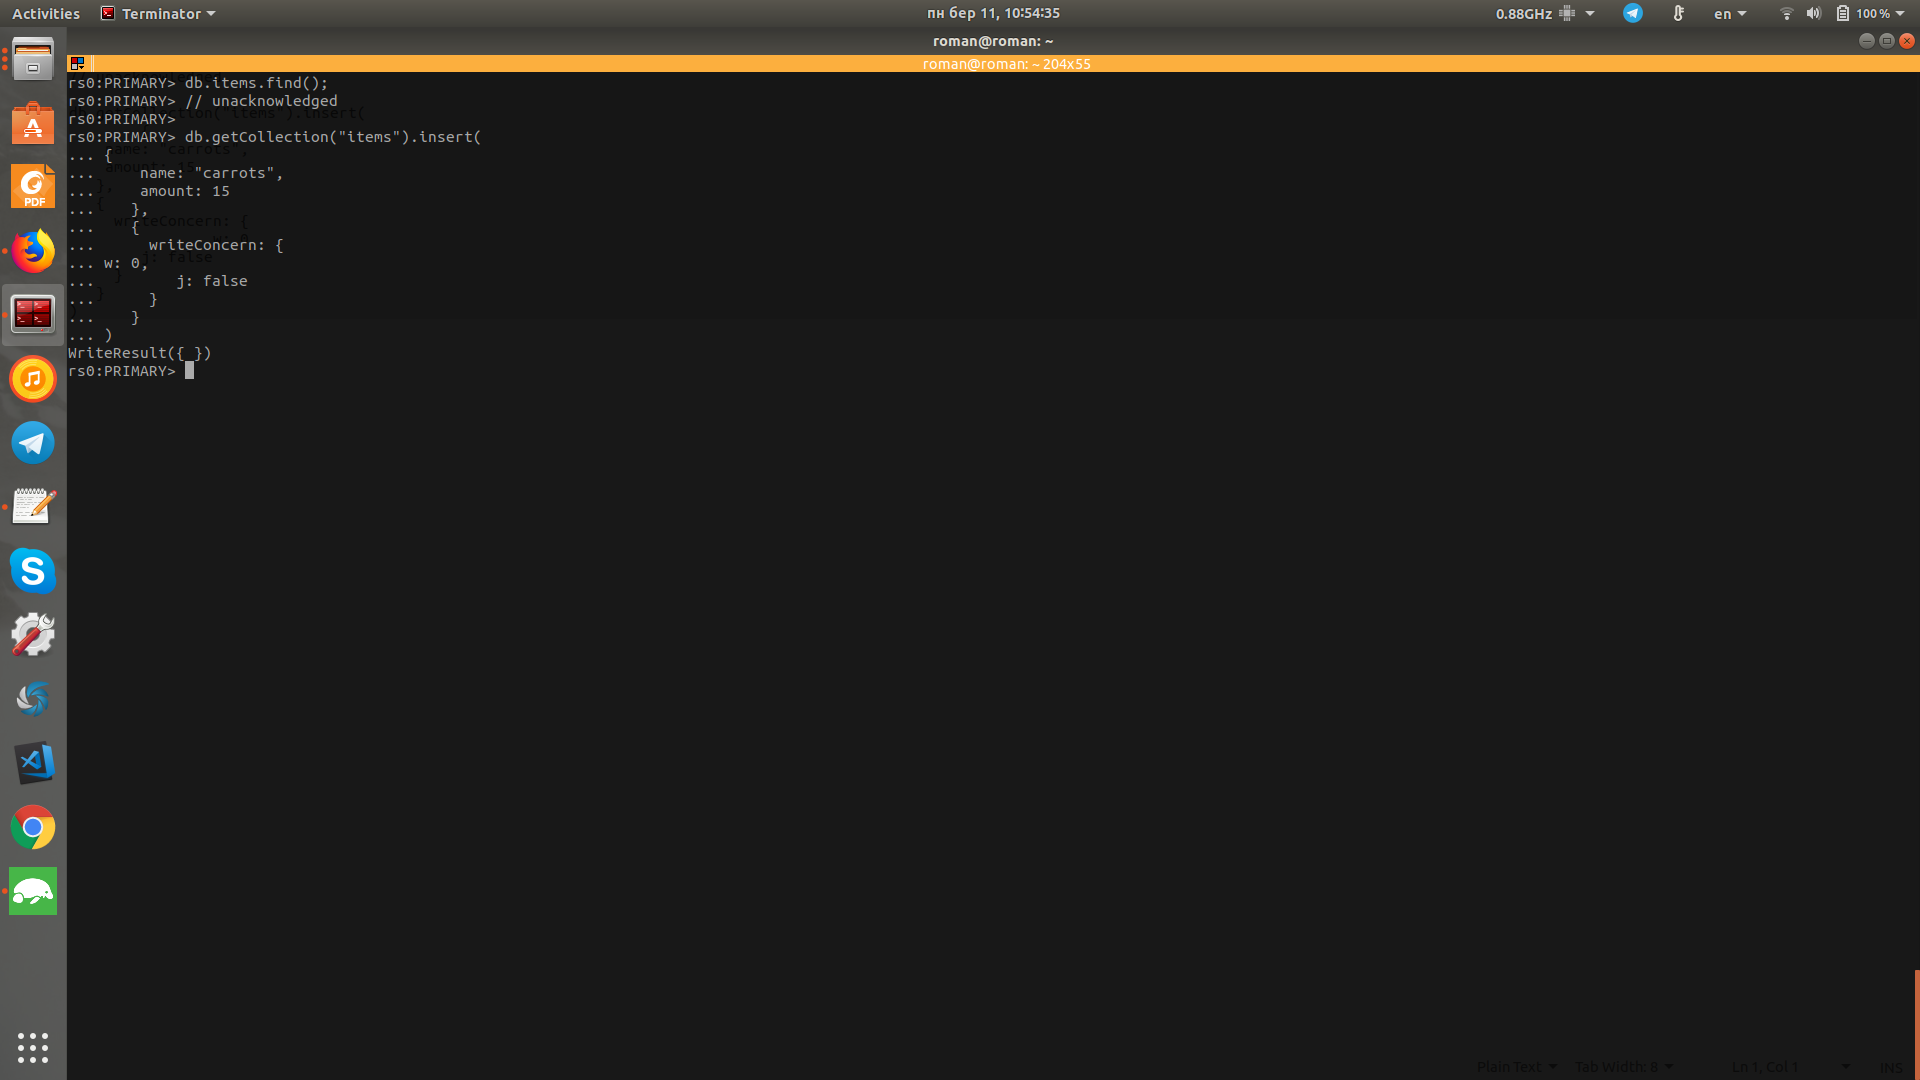 Activities
Terminator
пн бер 11, 10:54:35
0.88GHz
en
100 %
roman@roman: ~
roman@roman: ~ 204x55
rs0:PRIMARY> db.items.find();
rs0:PRIMARY> // unacknowledged
rs0:PRIMARY>
rs0:PRIMARY> db.getCollection("items").insert(
... {
...     name: "carrots",
...     amount: 15
...    },
...    {
...      writeConcern: {
... w: 0,
...         j: false
...      }
...    }
... )
WriteResult({ })
rs0:PRIMARY>
PDF
Plain Text
Tab Width: 8
Ln 1, Col 1
INS